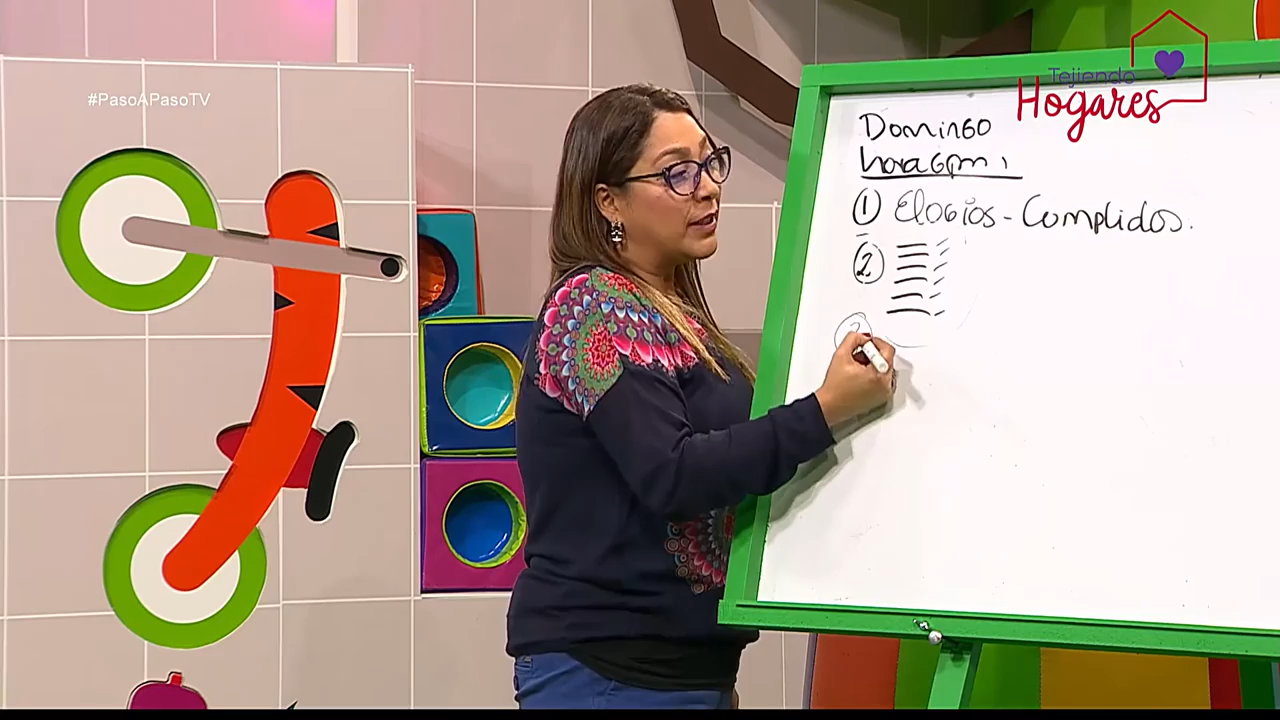 #PasoAPasoTV
Tejiendo
Hogares
Domingo
hora 6pm
① Elogios - Cumplidos.
②